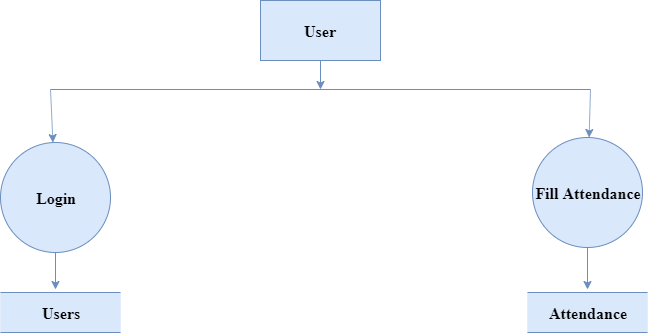 User
Login
Fill Attendance
Users
Attendance